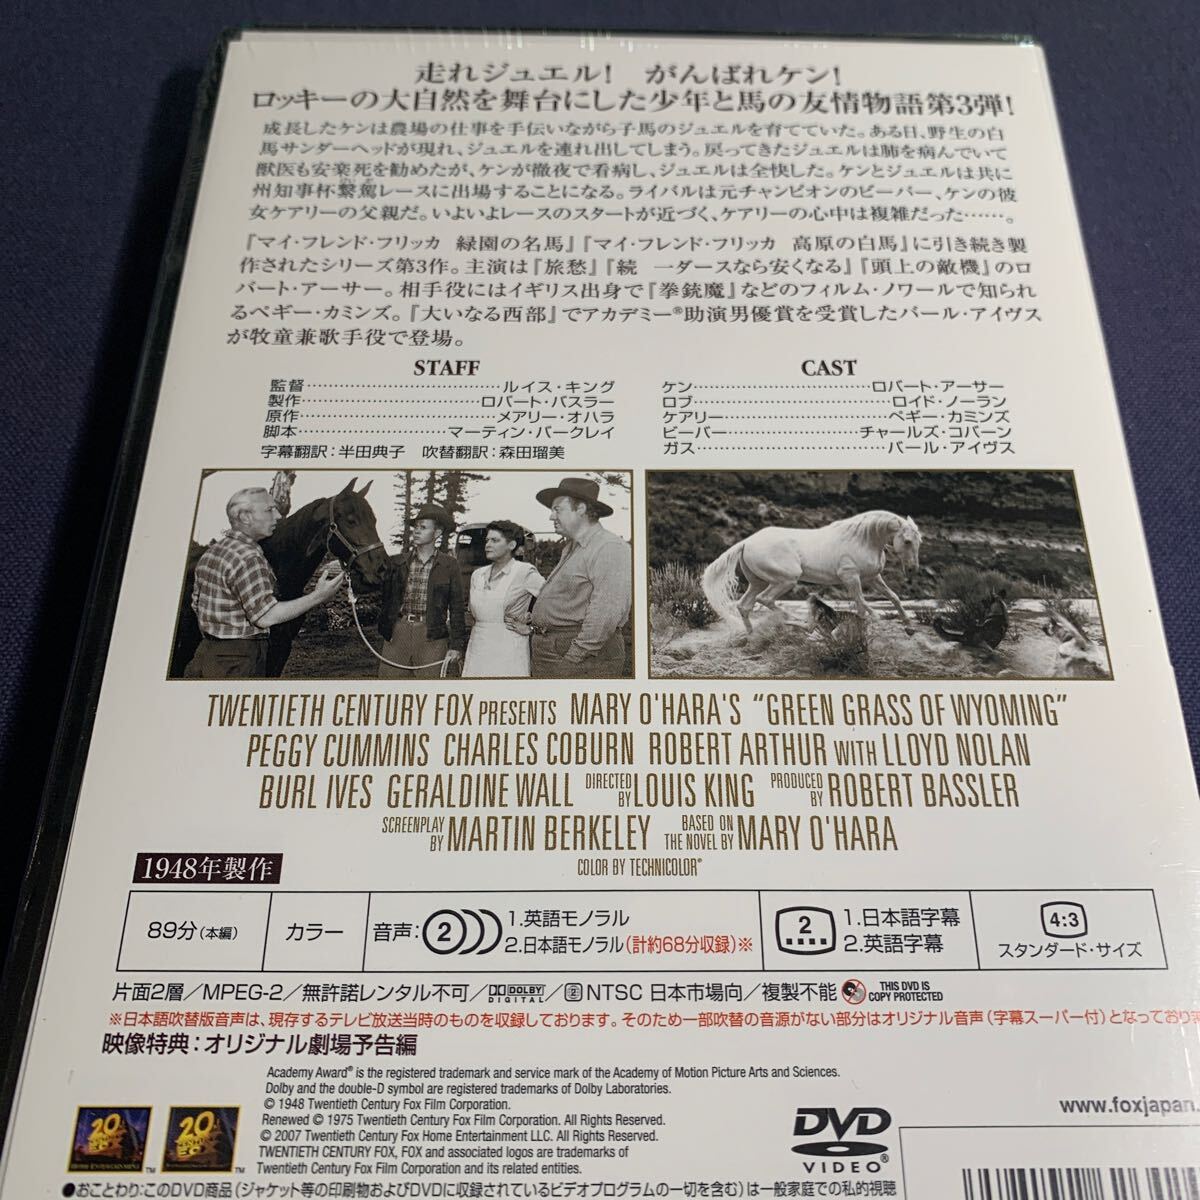 走れジュエル！　がんばれケン！
ロッキーの大自然を舞台にした少年と馬の友情物語第3弾！
成長したケンは農場の仕事を手伝いながら子馬のジュエルを育てていた。ある日、野生の白
馬サンダーヘッドが現れ、ジュエルを連れ出してしまう。戻ってきたジュエルは肺を病んでいて
獣医も安楽死を勧めたが、ケンが徹夜で看病し、ジュエルは全快した。ケンとジュエルは共に
州知事杯繋駕レースに出場することになる。ライバルは元チャンピオンのビーバー、ケンの彼
女ケアリーの父親だ。いよいよレースのスタートが近づく、ケアリーの心中は複雑だった……。
『マイ・フレンド・フリッカ　緑園の名馬』『マイ・フレンド・フリッカ　高原の白馬』に引き続き製
作されたシリーズ第3作。主演は『旅愁』『続　一ダースなら安くなる』『頭上の敵機』のロ
バート・アーサー。相手役にはイギリス出身で『拳銃魔』などのフィルム・ノワールで知られ
るペギー・カミンズ。『大いなる西部』でアカデミー®助演男優賞を受賞したバール・アイヴス
が牧童兼歌手役で登場。
STAFF
監督…………………………ルイス・キング
製作…………………………ロバート・バスラー
原作…………………………メアリー・オハラ
脚本…………………………マーティン・バークレイ
字幕翻訳：半田典子　吹替翻訳：森田瑠美
CAST
ケン…………………………ロバート・アーサー
ロブ…………………………ロイド・ノーラン
ケアリー……………………ペギー・カミンズ
ビーバー……………………チャールズ・コバーン
ガス…………………………バール・アイヴス
TWENTIETH CENTURY FOX PRESENTS MARY O'HARA'S "GREEN GRASS OF WYOMING"
PEGGY CUMMINS CHARLES COBURN ROBERT ARTHUR WITH LLOYD NOLAN
BURL IVES GERALDINE WALL DIRECTED BY LOUIS KING PRODUCED BY ROBERT BASSLER
SCREENPLAY BY MARTIN BERKELEY BASED ON THE NOVEL BY MARY O'HARA
COLOR BY TECHNICOLOR®
1948年製作
89分(本編)
カラー
音声：2
1.英語モノラル
2.日本語モノラル(計約68分収録)※
2
1.日本語字幕
2.英語字幕
4:3
スタンダード・サイズ
片面2層／MPEG-2／無許諾レンタル不可／DOLBY DIGITAL／2 NTSC 日本市場向／複製不能 THIS DVD IS COPY PROTECTED
※日本語吹替版音声は、現存するテレビ放送当時のものを収録しております。そのため一部吹替の音源がない部分はオリジナル音声(字幕スーパー付)となっており
映像特典：オリジナル劇場予告編
Academy Award® is the registered trademark and service mark of the Academy of Motion Picture Arts and Sciences.
Dolby and the double-D symbol are registered trademarks of Dolby Laboratories.
© 1948 Twentieth Century Fox Film Corporation.
Renewed © 1975 Twentieth Century Fox Film Corporation. All Rights Reserved.
© 2007 Twentieth Century Fox Home Entertainment LLC. All Rights Reserved.
TWENTIETH CENTURY FOX, FOX and associated logos are trademarks of
Twentieth Century Fox Film Corporation and its related entities.
™
™
DVD VIDEO®
www.foxjapan.
●おことわり：このDVD商品(ジャケット等の印刷物およびDVDに収録されているビデオプログラムの一切を含む)は一般家庭での私的視聴